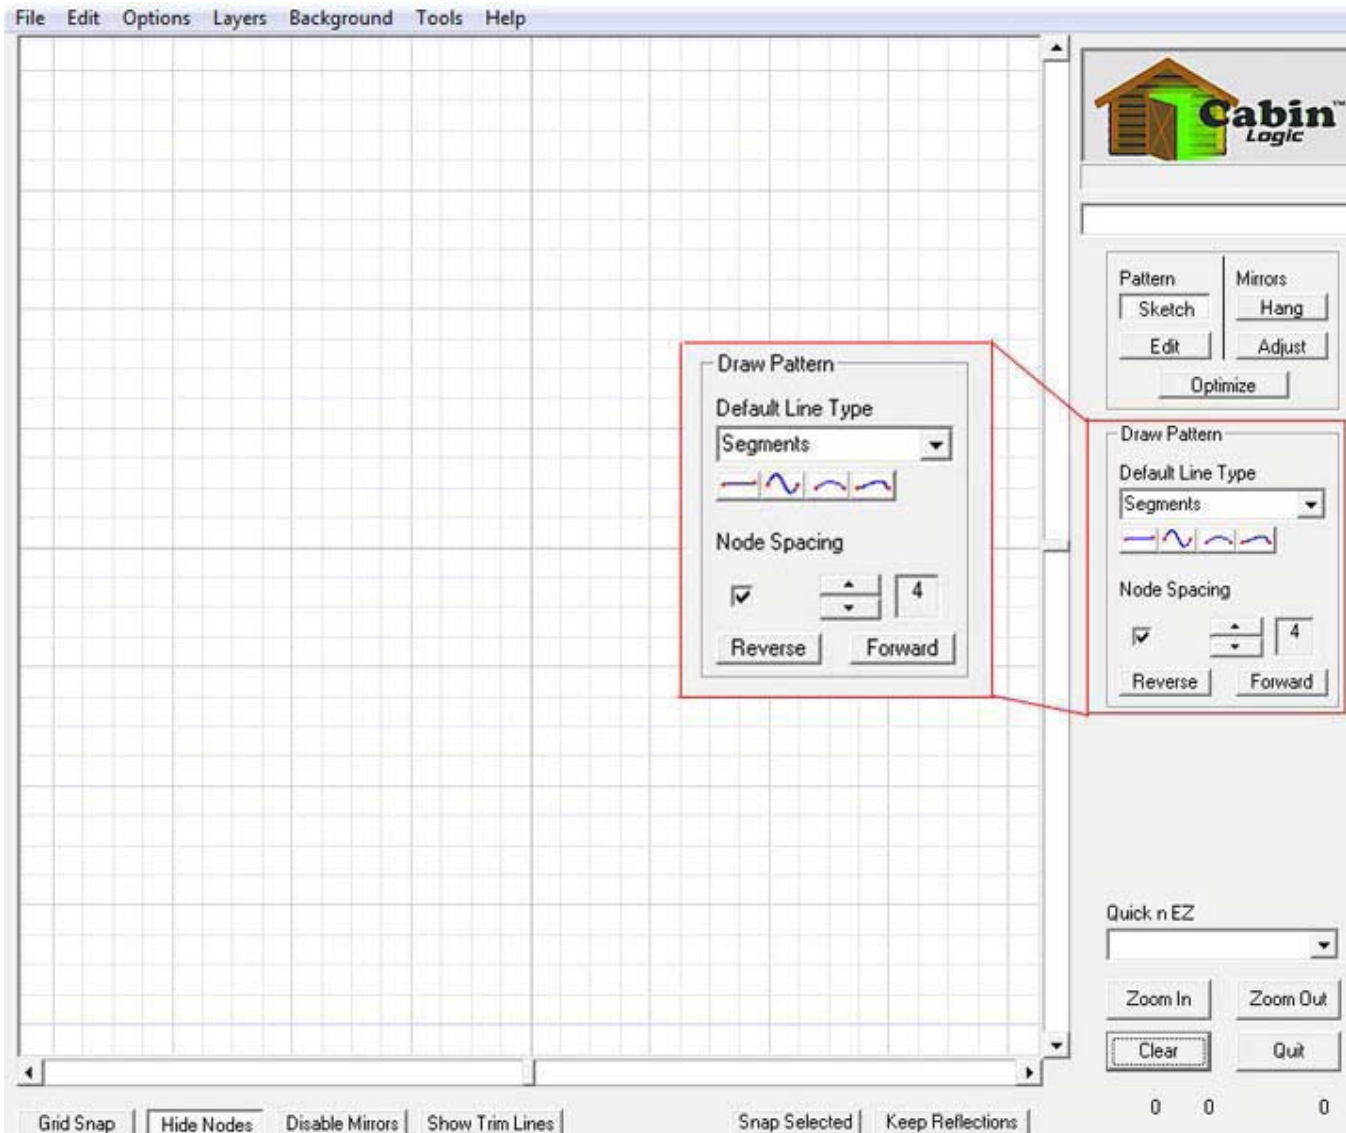 File Edit Options Layers Background Tools Help
Cabin™
Logic
Pattern Mirrors
Sketch Hang
Edit Adjust
Optimize
Draw Pattern
Default Line Type
Segments
Node Spacing
4
Reverse Forward
Draw Pattern
Default Line Type
Segments
Node Spacing
4
Reverse Forward
Quick n EZ
Zoom In Zoom Out
Clear Quit
0 0 0
Grid Snap Hide Nodes Disable Mirrors Show Trim Lines Snap Selected Keep Reflections